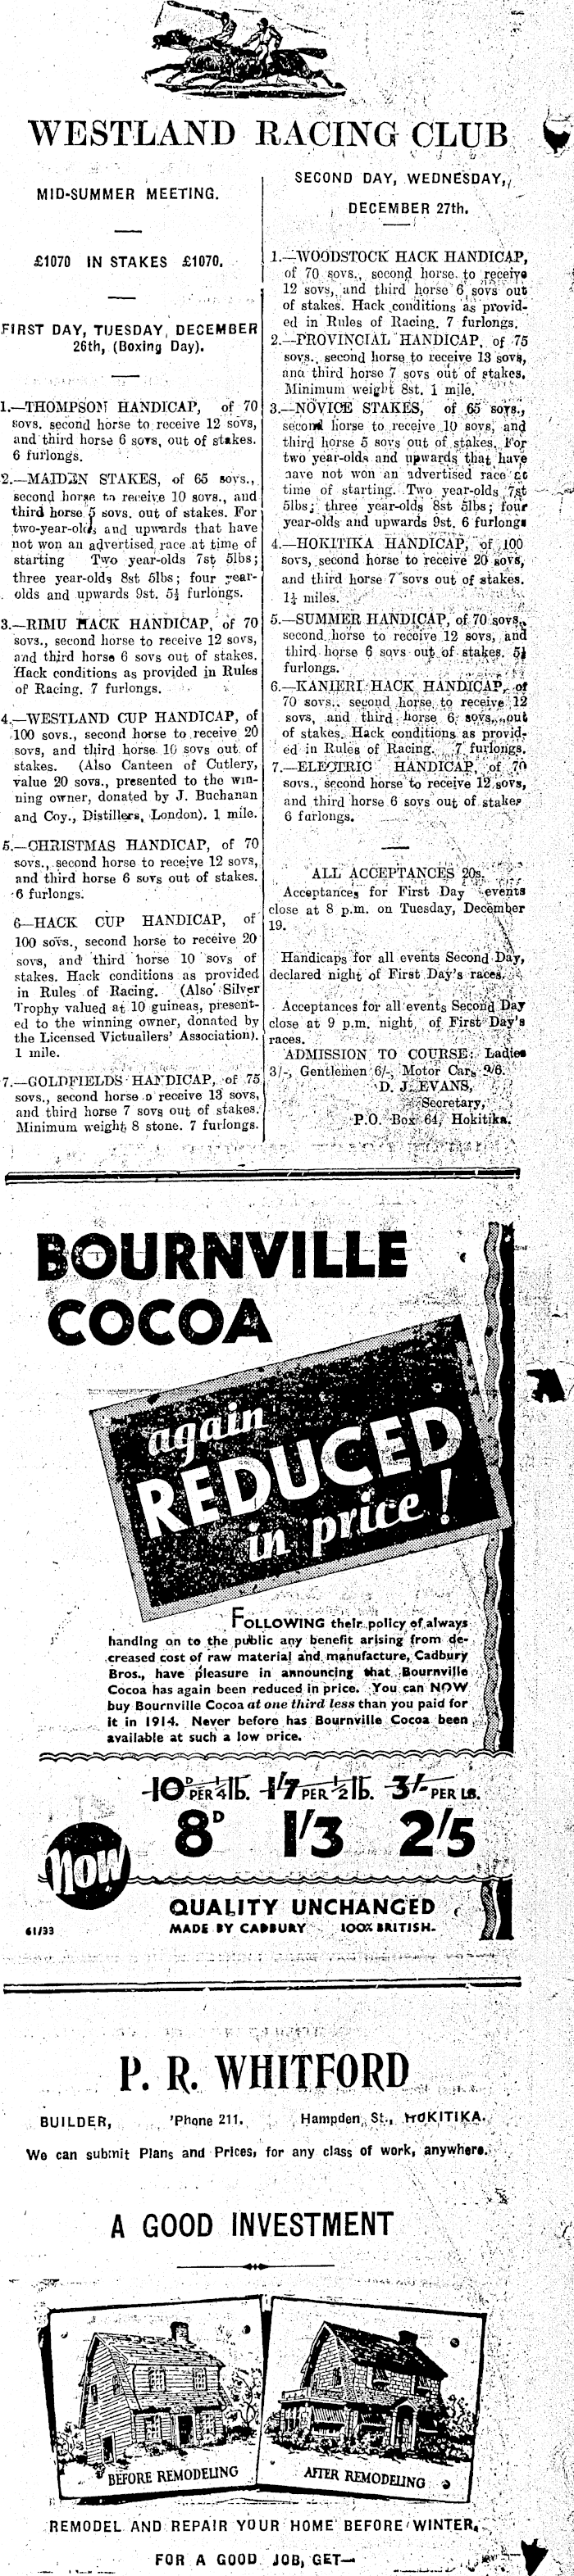 WESTLAND RACING CLUB
MID-SUMMER MEETING.
£1070 IN STAKES £1070.
FIRST DAY, TUESDAY, DECEMBER
26th, (Boxing Day).
1.—THOMPSON HANDICAP, of 70
sovs. second horse to receive 12 sovs,
and third horse 6 sovs, out of stakes.
6 furlongs.
2.—MAIDEN STAKES, of 65 sovs.,
second horse to receive 10 sovs., and
third horse 5 sovs. out of stakes. For
two-year-olds and upwards that have
not won an advertised race at time of
starting Two year-olds 7st 5lbs;
three year-olds 8st 5lbs; four year-
olds and upwards 9st. 5½ furlongs.
3.—RIMU HACK HANDICAP, of 70
sovs., second horse to receive 12 sovs,
and third horse 6 sovs out of stakes.
Hack conditions as provided in Rules
of Racing. 7 furlongs.
4.—WESTLAND CUP HANDICAP, of
100 sovs., second horse to receive 20
sovs, and third horse 10 sovs out of
stakes. (Also Canteen of Cutlery,
value 20 sovs., presented to the win-
ning owner, donated by J. Buchanan
and Coy., Distillers, London). 1 mile.
5.—CHRISTMAS HANDICAP, of 70
sovs., second horse to receive 12 sovs,
and third horse 6 sovs out of stakes.
6 furlongs.
6—HACK CUP HANDICAP, of
100 sovs., second horse to receive 20
sovs, and third horse 10 sovs of
stakes. Hack conditions as provided
in Rules of Racing. (Also Silver
Trophy valued at 10 guineas, present-
ed to the winning owner, donated by
the Licensed Victuallers' Association).
1 mile.
7.—GOLDFIELDS HANDICAP, of 75
sovs., second horse o receive 13 sovs,
and third horse 7 sovs out of stakes.
Minimum weight 8 stone. 7 furlongs.
SECOND DAY, WEDNESDAY,
DECEMBER 27th.
1.—WOODSTOCK HACK HANDICAP,
of 70 sovs., second horse to receive
12 sovs, and third horse 6 sovs out
of stakes. Hack conditions as provid-
ed in Rules of Racing. 7 furlongs.
2.—PROVINCIAL HANDICAP, of 75
sovs., second horse to receive 13 sovs,
and third horse 7 sovs out of stakes.
Minimum weight 8st. 1 mile.
3.—NOVICE STAKES, of 65 sovs.,
second horse to receive 10 sovs, and
third horse 5 sovs out of stakes. For
two year-olds and upwards that have
nave not won an advertised race at
time of starting. Two year-olds 7st
5lbs; three year-olds 8st 5lbs; four
year-olds and upwards 9st. 6 furlongs
4.—HOKITIKA HANDICAP, of 100
sovs, second horse to receive 20 sovs,
and third horse 7 sovs out of stakes.
1¼ miles.
5.—SUMMER HANDICAP, of 70 sovs.,
second horse to receive 12 sovs, and
third horse 6 sovs out of stakes. 5½
furlongs.
6.—KANIERI HACK HANDICAP, of
70 sovs., second horse to receive 12
sovs, and third horse 6 sovs., out
of stakes. Hack conditions as provid-
ed in Rules of Racing. 7 furlongs.
7.—ELECTRIC HANDICAP, of 70
sovs., second horse to receive 12 sovs,
and third horse 6 sovs out of stakes
6 furlongs.
ALL ACCEPTANCES 20s.
Acceptances for First Day events
close at 8 p.m. on Tuesday, December
19.
Handicaps for all events Second Day,
declared night of First Day's races.
Acceptances for all events Second Day
close at 9 p.m. night of First Day's
races.
ADMISSION TO COURSE: Ladies
3/-, Gentlemen 6/-, Motor Cars 2/6.
D. J. EVANS,
Secretary,
P.O. Box 64, Hokitika.
BOURNVILLE
COCOA
again
REDUCED
in price!
FOLLOWING their policy of always
handing on to the public any benefit arising from de-
creased cost of raw material and manufacture, Cadbury
Bros., have pleasure in announcing that Bournville
Cocoa has again been reduced in price. You can NOW
buy Bournville Cocoa at one third less than you paid for
it in 1914. Never before has Bournville Cocoa been
available at such a low price.
10D PER ¼ lb. 1/7 PER ½ lb. 3/- PER LB.
NOW 8D 1/3 2/5
QUALITY UNCHANGED
61/33 MADE BY CADBURY 100% BRITISH.
P. R. WHITFORD
BUILDER, 'Phone 211. Hampden St., HOKITIKA.
We can submit Plans and Prices, for any class of work, anywhere.
A GOOD INVESTMENT
BEFORE REMODELING AFTER REMODELING
REMODEL AND REPAIR YOUR HOME BEFORE WINTER.
FOR A GOOD JOB, GET—